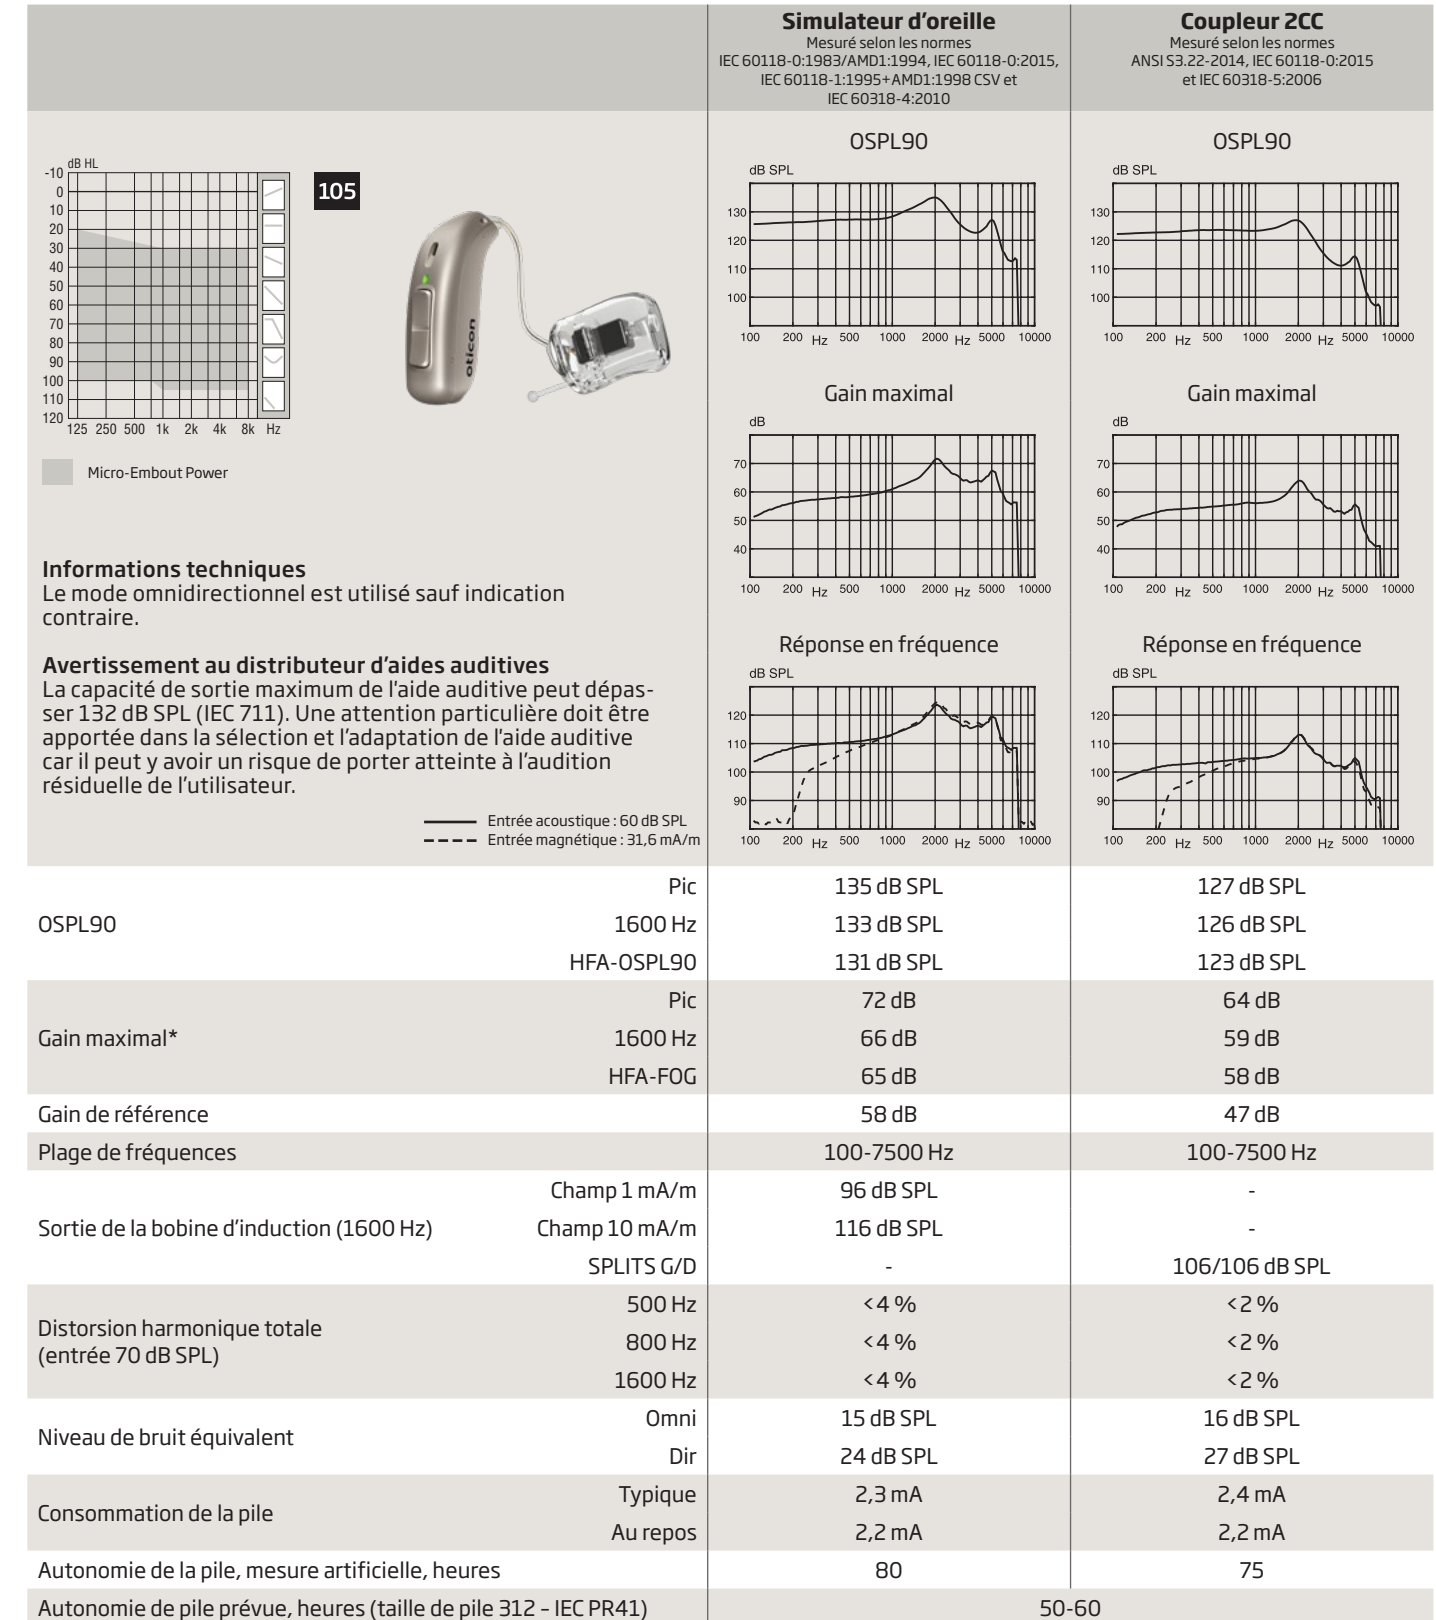 Simulateur d'oreille
Mesuré selon les normes
IEC 60118-0:1983/AMD1:1994, IEC 60118-0:2015,
IEC 60118-1:1995+AMD1:1998 CSV et
IEC 60318-4:2010
Coupleur 2CC
Mesuré selon les normes
ANSI S3.22-2014, IEC 60118-0:2015
et IEC 60318-5:2006
dB HL
-10
0
10
20
30
40
50
60
70
80
90
100
110
120
125 250 500 1k 2k 4k 8k Hz
105
oticon
Micro-Embout Power
Informations techniques
Le mode omnidirectionnel est utilisé sauf indication
contraire.
Avertissement au distributeur d'aides auditives
La capacité de sortie maximum de l'aide auditive peut dépas-
ser 132 dB SPL (IEC 711). Une attention particulière doit être
apportée dans la sélection et l'adaptation de l'aide auditive
car il peut y avoir un risque de porter atteinte à l'audition
résiduelle de l'utilisateur.
Entrée acoustique : 60 dB SPL
Entrée magnétique : 31,6 mA/m
OSPL90
dB SPL
130
120
110
100
100 200 Hz 500 1000 2000 Hz 5000 10000
OSPL90
dB SPL
130
120
110
100
100 200 Hz 500 1000 2000 Hz 5000 10000
Gain maximal
dB
70
60
50
40
100 200 Hz 500 1000 2000 Hz 5000 10000
Gain maximal
dB
70
60
50
40
100 200 Hz 500 1000 2000 Hz 5000 10000
Réponse en fréquence
dB SPL
120
110
100
90
100 200 Hz 500 1000 2000 Hz 5000 10000
Réponse en fréquence
dB SPL
120
110
100
90
100 200 Hz 500 1000 2000 Hz 5000 10000
OSPL90
Pic 135 dB SPL 127 dB SPL
1600 Hz 133 dB SPL 126 dB SPL
HFA-OSPL90 131 dB SPL 123 dB SPL
Gain maximal*
Pic 72 dB 64 dB
1600 Hz 66 dB 59 dB
HFA-FOG 65 dB 58 dB
Gain de référence 58 dB 47 dB
Plage de fréquences 100-7500 Hz 100-7500 Hz
Sortie de la bobine d'induction (1600 Hz)
Champ 1 mA/m 96 dB SPL -
Champ 10 mA/m 116 dB SPL -
SPLITS G/D - 106/106 dB SPL
Distorsion harmonique totale
(entrée 70 dB SPL)
500 Hz <4 % <2 %
800 Hz <4 % <2 %
1600 Hz <4 % <2 %
Niveau de bruit équivalent
Omni 15 dB SPL 16 dB SPL
Dir 24 dB SPL 27 dB SPL
Consommation de la pile
Typique 2,3 mA 2,4 mA
Au repos 2,2 mA 2,2 mA
Autonomie de la pile, mesure artificielle, heures 80 75
Autonomie de pile prévue, heures (taille de pile 312 – IEC PR41) 50-60